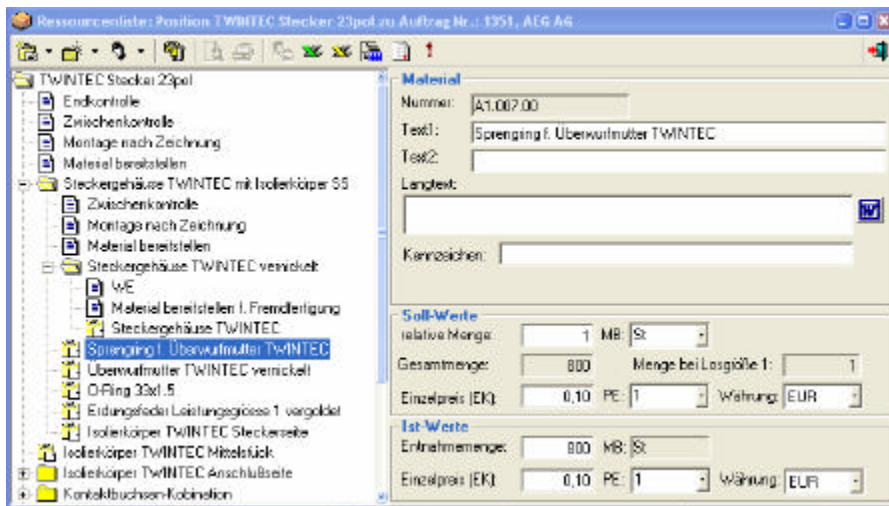 Ressourcenliste: Position TWINTEC Stecker 23pol zu Auftrag Nr.: 1351, AEG AG
TWINTEC Stecker 23pol
Endkontrolle
Zwischenkontrolle
Montage nach Zeichnung
Material bereitstellen
Steckergehäuse TWINTEC mit Isolierkörper SS
Zwischenkontrolle
Montage nach Zeichnung
Material bereitstellen
Steckergehäuse TWINTEC vernickelt
WE
Material bereitstellen f. Fremdfertigung
Steckergehäuse TWINTEC
Sprengring f. Überwurfmutter TWINTEC
Überwurfmutter TWINTEC vernickelt
O-Ring 33x1.5
Erdungsfeder Leistungsgrösse 1 vergoldet
Isolierkörper TWINTEC Steckerseite
Isolierkörper TWINTEC Mittelstück
Isolierkörper TWINTEC Anschlußseite
Kontaktbuchsen-Kobination
Material
Nummer: A1.007.00
Text1: Sprengring f. Überwurfmutter TWINTEC
Text2:
Langtext:
Kennzeichen:
Soll-Werte
relative Menge: 1 MB: St
Gesamtmenge: 800 Menge bei Losgröße 1: 1
Einzelpreis (EK): 0,10 PE: 1 Währung: EUR
Ist-Werte
Entnahmemenge: 800 MB: St
Einzelpreis (EK): 0,10 PE: 1 Währung: EUR